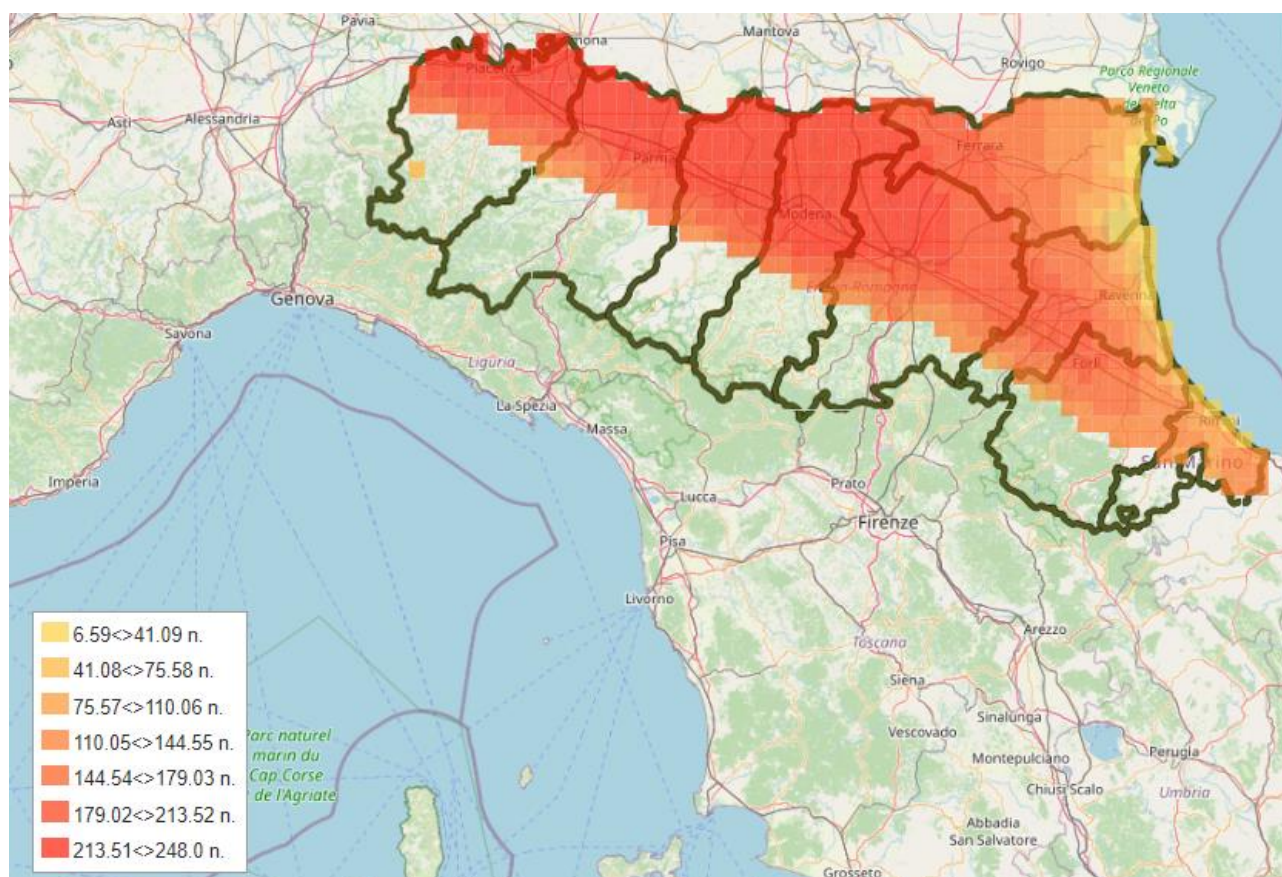 Pavia
Mantova
Rovigo
Piacenza
Parco Regionale
Veneto
del Delta
Asti
Alessandria
Ferrara
Parma
Modena
Genova
Savona
Ravenna
Liguria
Forlì
La Spezia
Rimini
Massa
San Marino
Imperia
Lucca
Prato
Firenze
Pisa
Livorno
Arezzo
Toscana
Siena
Sinalunga
Vescovado
Perugia
Montepulciano
Umbria
Chiusi Scalo
Abbadia
San Salvatore
Grosseto
Parc naturel
marin du
Cap Corse
de l'Agriate
6.59<>41.09 n.
41.08<>75.58 n.
75.57<>110.06 n.
110.05<>144.55 n.
144.54<>179.03 n.
179.02<>213.52 n.
213.51<>248.0 n.